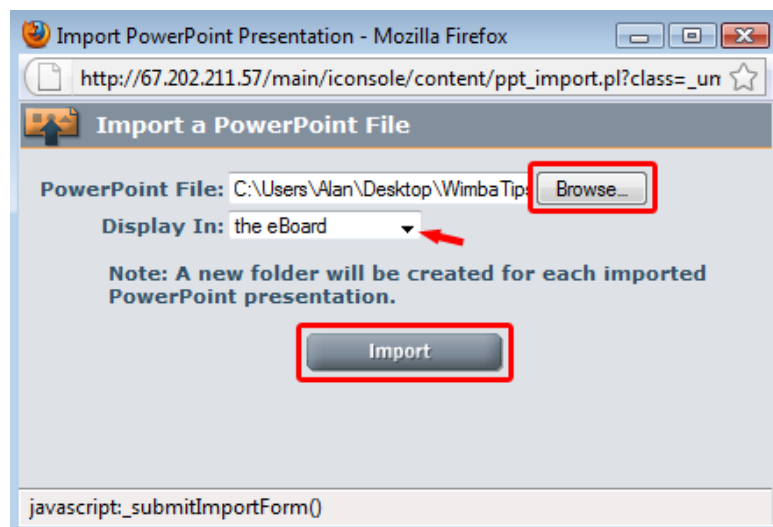 Import PowerPoint Presentation - Mozilla Firefox
http://67.202.211.57/main/iconsole/content/ppt_import.pl?class=_un
Import a PowerPoint File
PowerPoint File: C:\Users\Alan\Desktop\WimbaTips Browse...
Display In: the eBoard
Note: A new folder will be created for each imported
PowerPoint presentation.
Import
javascript:_submitImportForm()